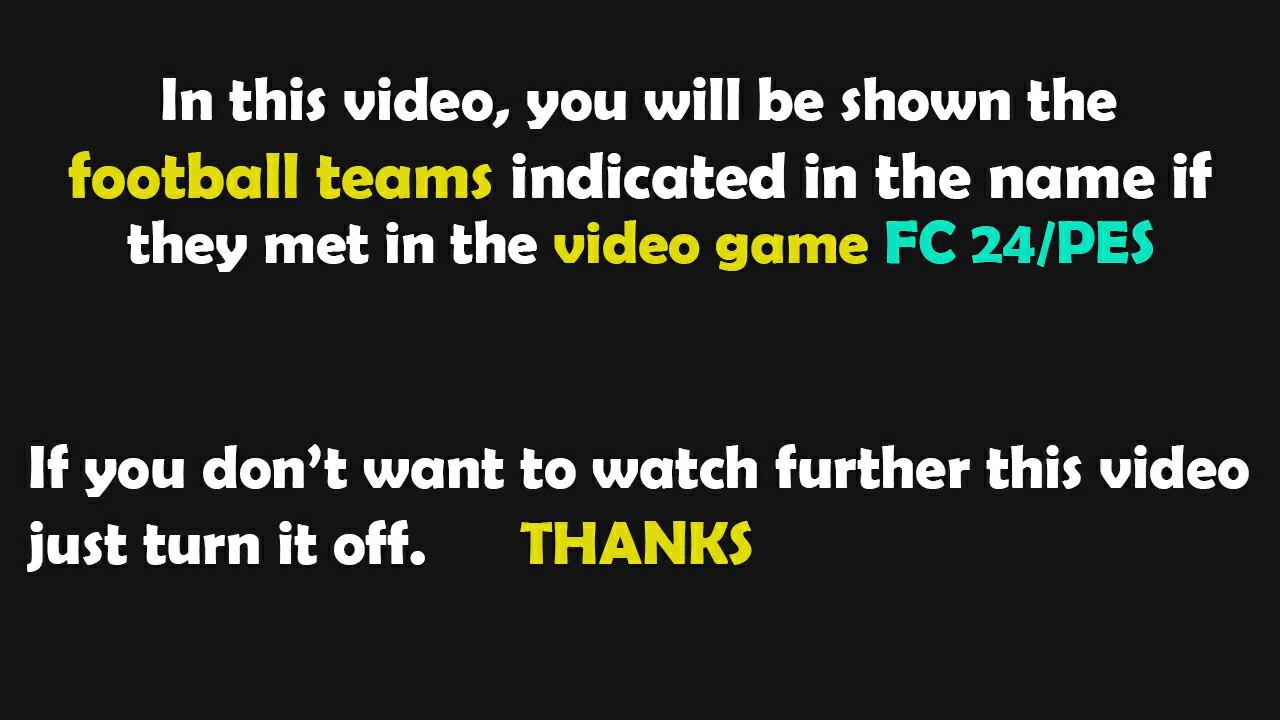 In this video, you will be shown the
football teams indicated in the name if
they met in the video game FC 24/PES
If you don't want to watch further this video
just turn it off. THANKS